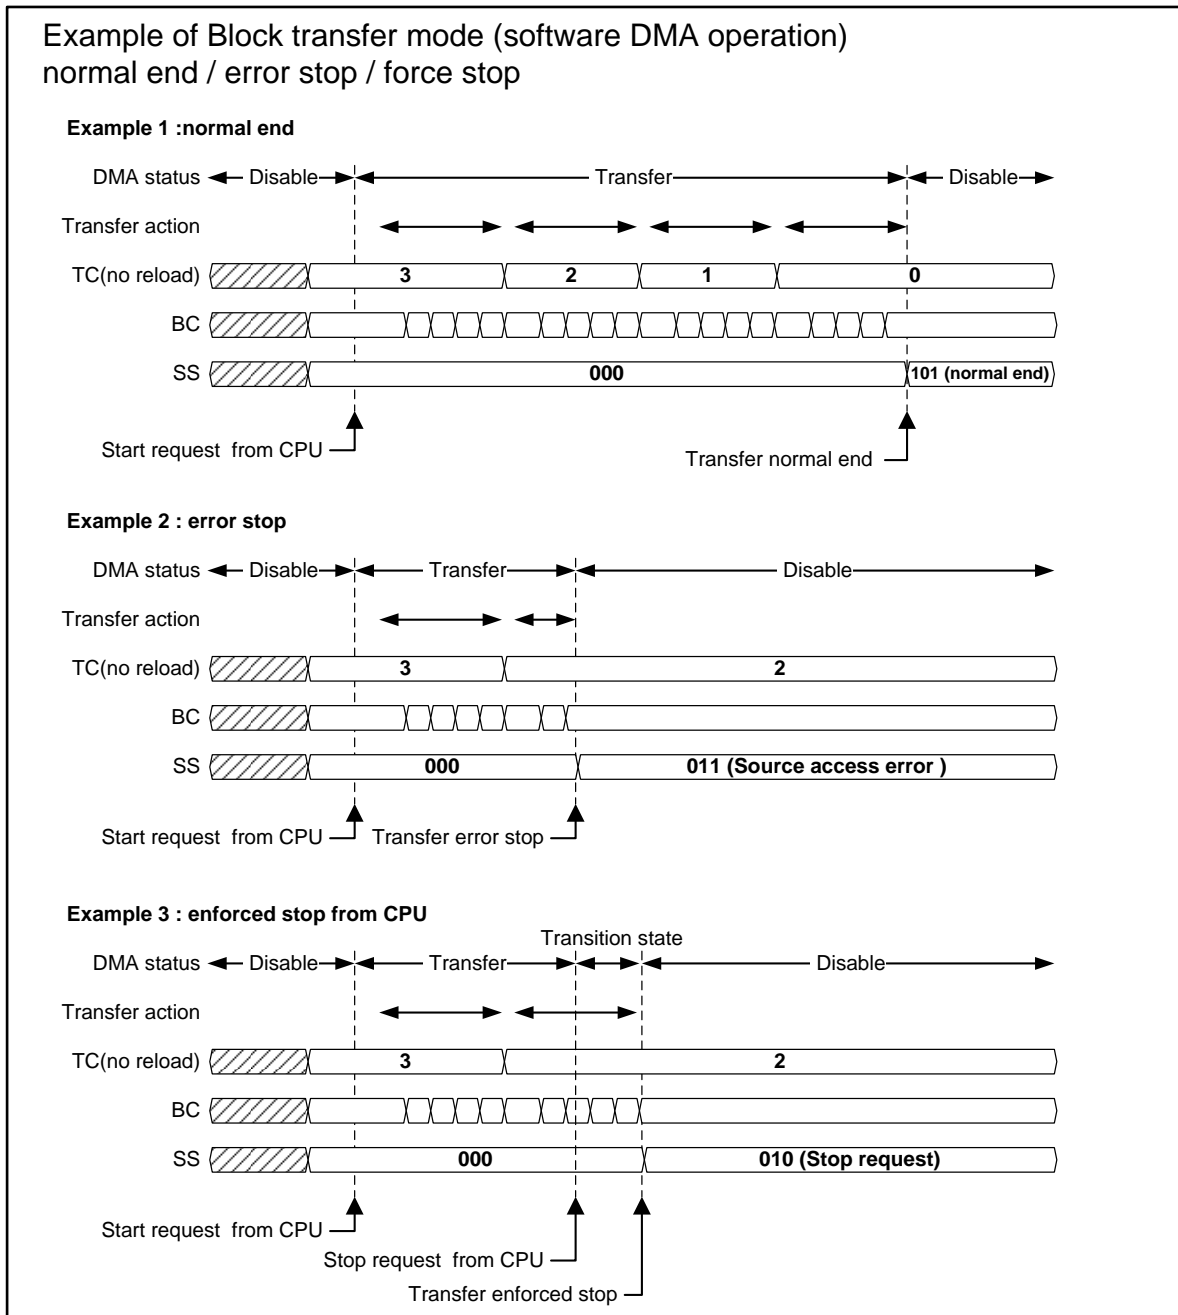 Example of Block transfer mode (software DMA operation)
normal end / error stop / force stop
Example 1 :normal end
DMA status Disable Transfer Disable
Transfer action
TC(no reload) 3 2 1 0
BC
SS 000 101 (normal end)
Start request from CPU
Transfer normal end
Example 2 : error stop
DMA status Disable Transfer Disable
Transfer action
TC(no reload) 3 2
BC
SS 000 011 (Source access error )
Start request from CPU Transfer error stop
Example 3 : enforced stop from CPU
Transition state
DMA status Disable Transfer Disable
Transfer action
TC(no reload) 3 2
BC
SS 000 010 (Stop request)
Start request from CPU
Stop request from CPU
Transfer enforced stop